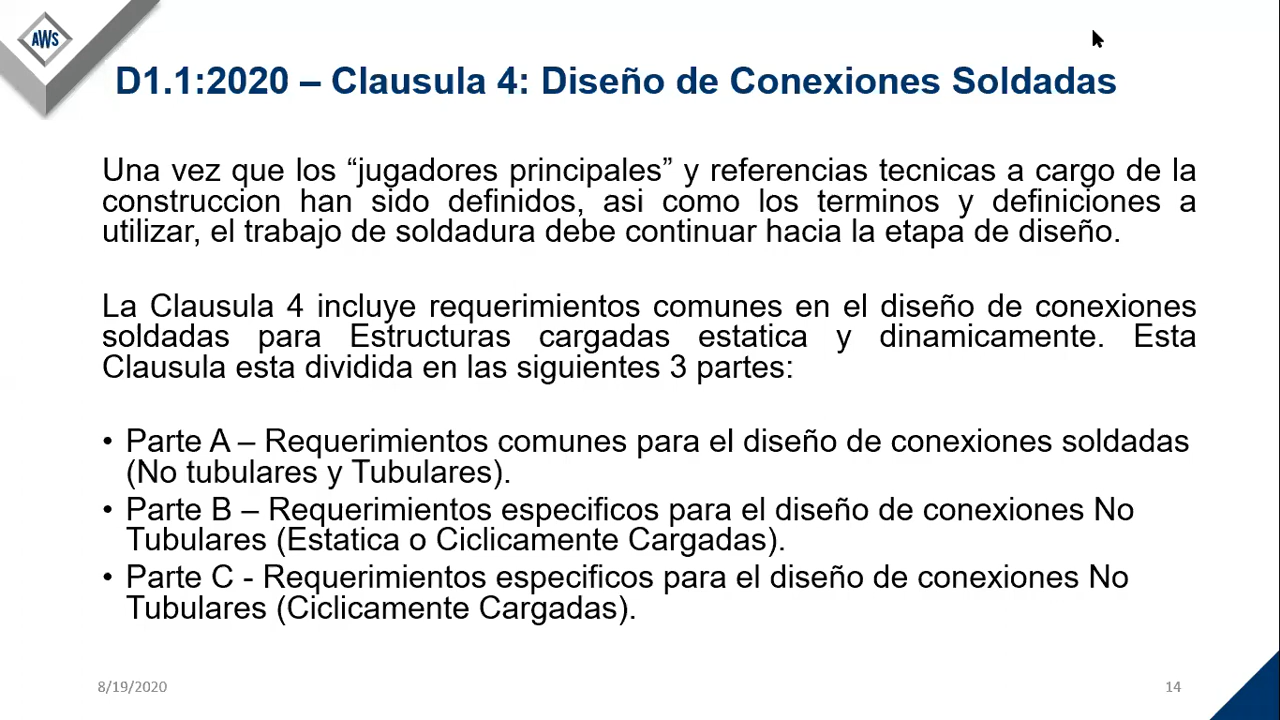 AWS
D1.1:2020 – Clausula 4: Diseño de Conexiones Soldadas
Una vez que los “jugadores principales” y referencias tecnicas a cargo de la
construccion han sido definidos, asi como los terminos y definiciones a
utilizar, el trabajo de soldadura debe continuar hacia la etapa de diseño.
La Clausula 4 incluye requerimientos comunes en el diseño de conexiones
soldadas para Estructuras cargadas estatica y dinamicamente. Esta
Clausula esta dividida en las siguientes 3 partes:
• Parte A – Requerimientos comunes para el diseño de conexiones soldadas
(No tubulares y Tubulares).
• Parte B – Requerimientos especificos para el diseño de conexiones No
Tubulares (Estatica o Ciclicamente Cargadas).
• Parte C - Requerimientos especificos para el diseño de conexiones No
Tubulares (Ciclicamente Cargadas).
8/19/2020
14